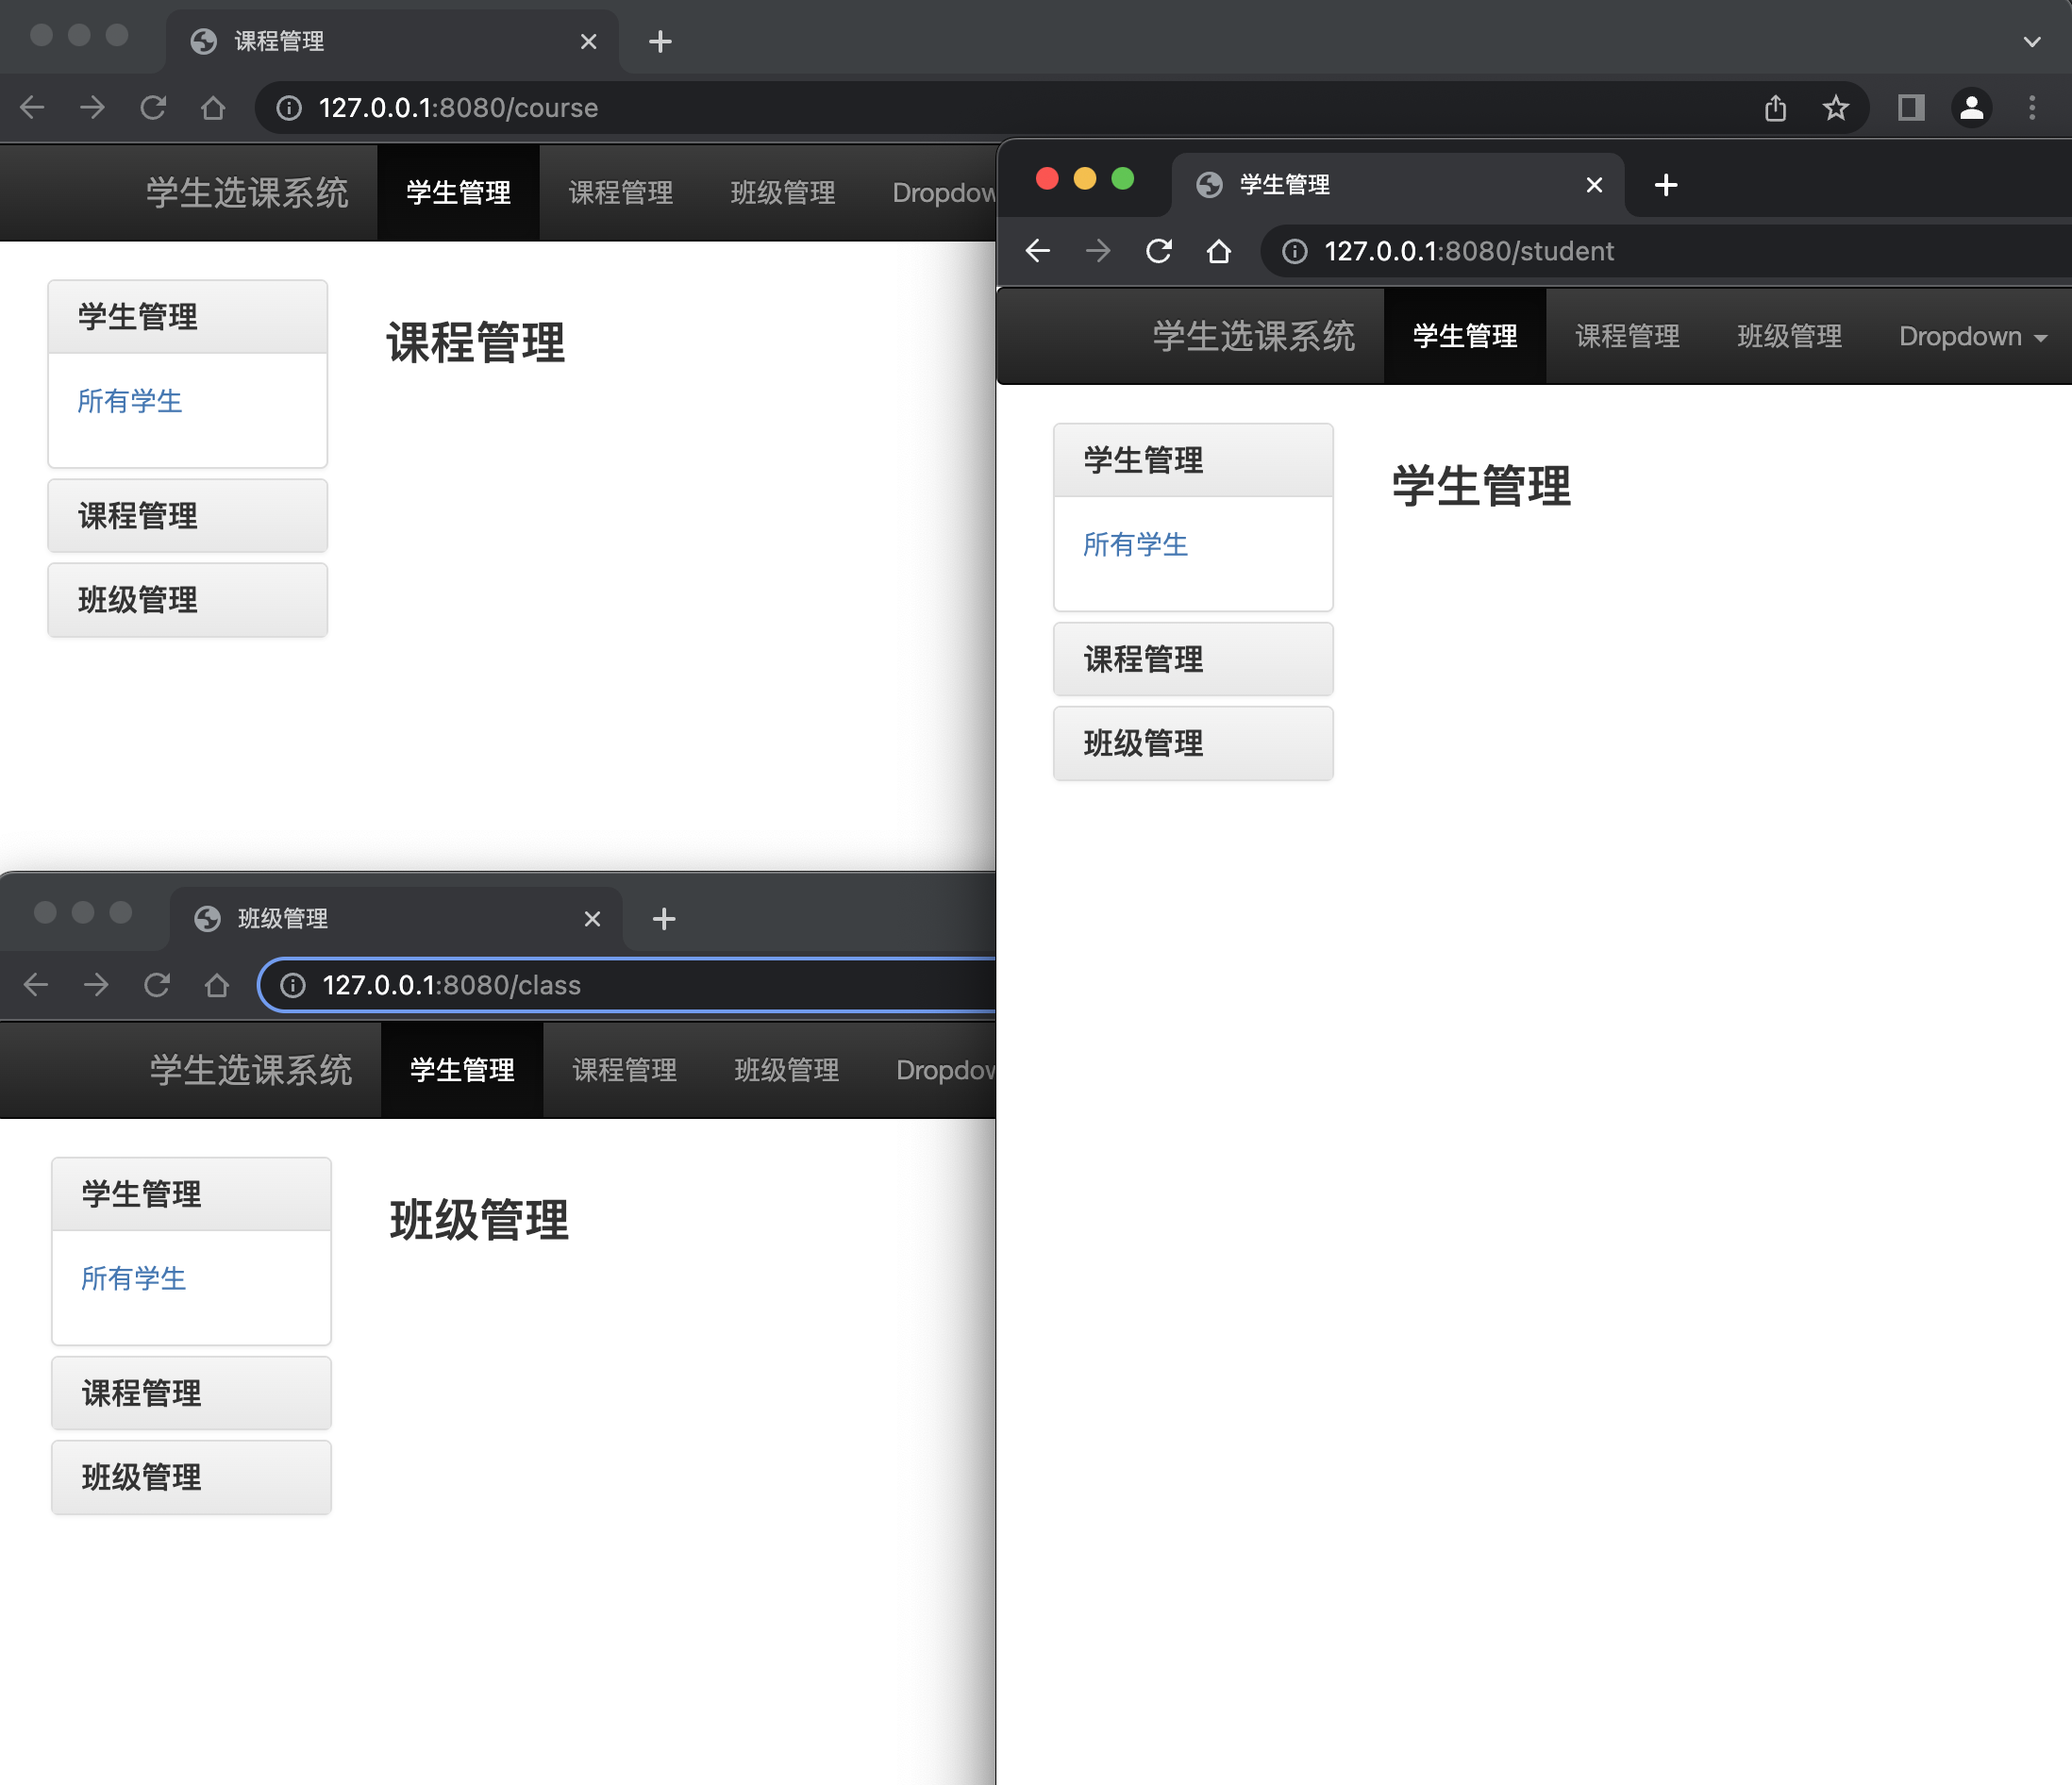 课程管理
127.0.0.1:8080/course
学生选课系统 学生管理 课程管理 班级管理 Dropdow
学生管理
所有学生
课程管理
班级管理
课程管理
学生管理
127.0.0.1:8080/student
学生选课系统 学生管理 课程管理 班级管理 Dropdown
学生管理
所有学生
课程管理
班级管理
学生管理
班级管理
127.0.0.1:8080/class
学生选课系统 学生管理 课程管理 班级管理 Dropdow
学生管理
所有学生
课程管理
班级管理
班级管理